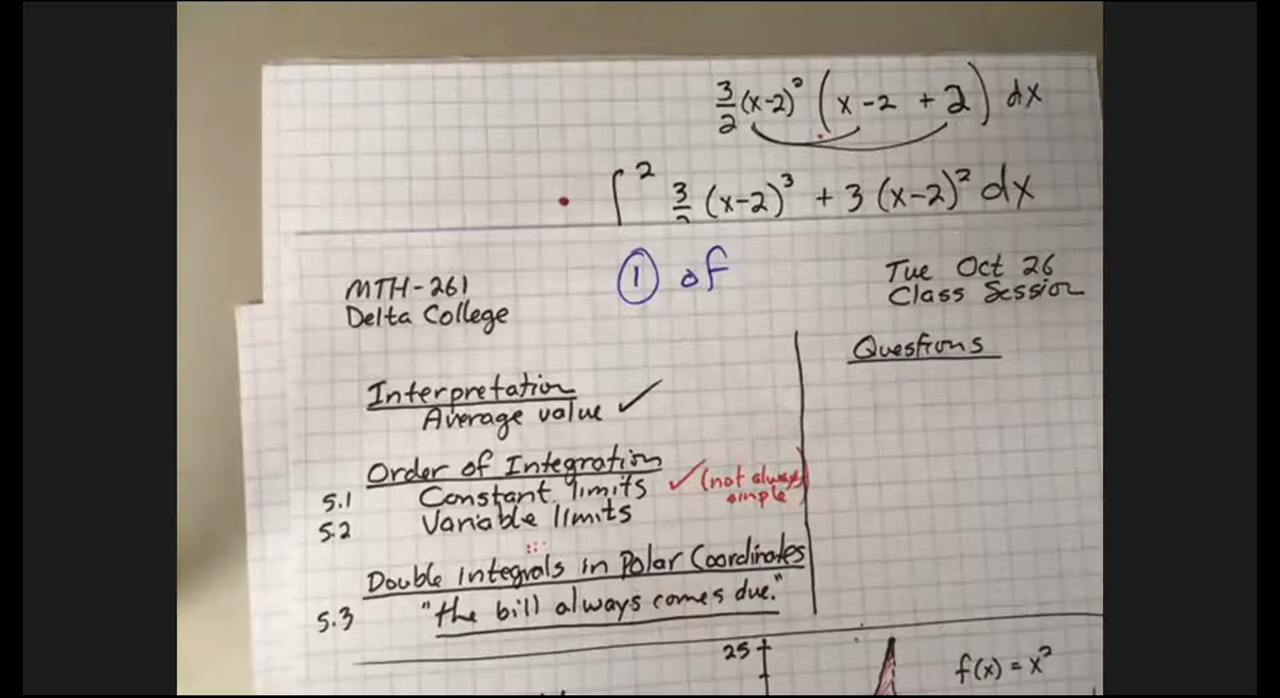 3/2 (x-2)² (x-2 + 2) dx
∫² 3/2 (x-2)³ + 3 (x-2)² dx
① of
MTH-261
Delta College
Tue Oct 26
Class Session
Questions
Interpretation
Average value ✓
Order of Integration
5.1 Constant limits ✓ (not always simple)
5.2 Variable limits
Double integrals in Polar Coordinates
5.3 "the bill always comes due."
25
f(x) = x²